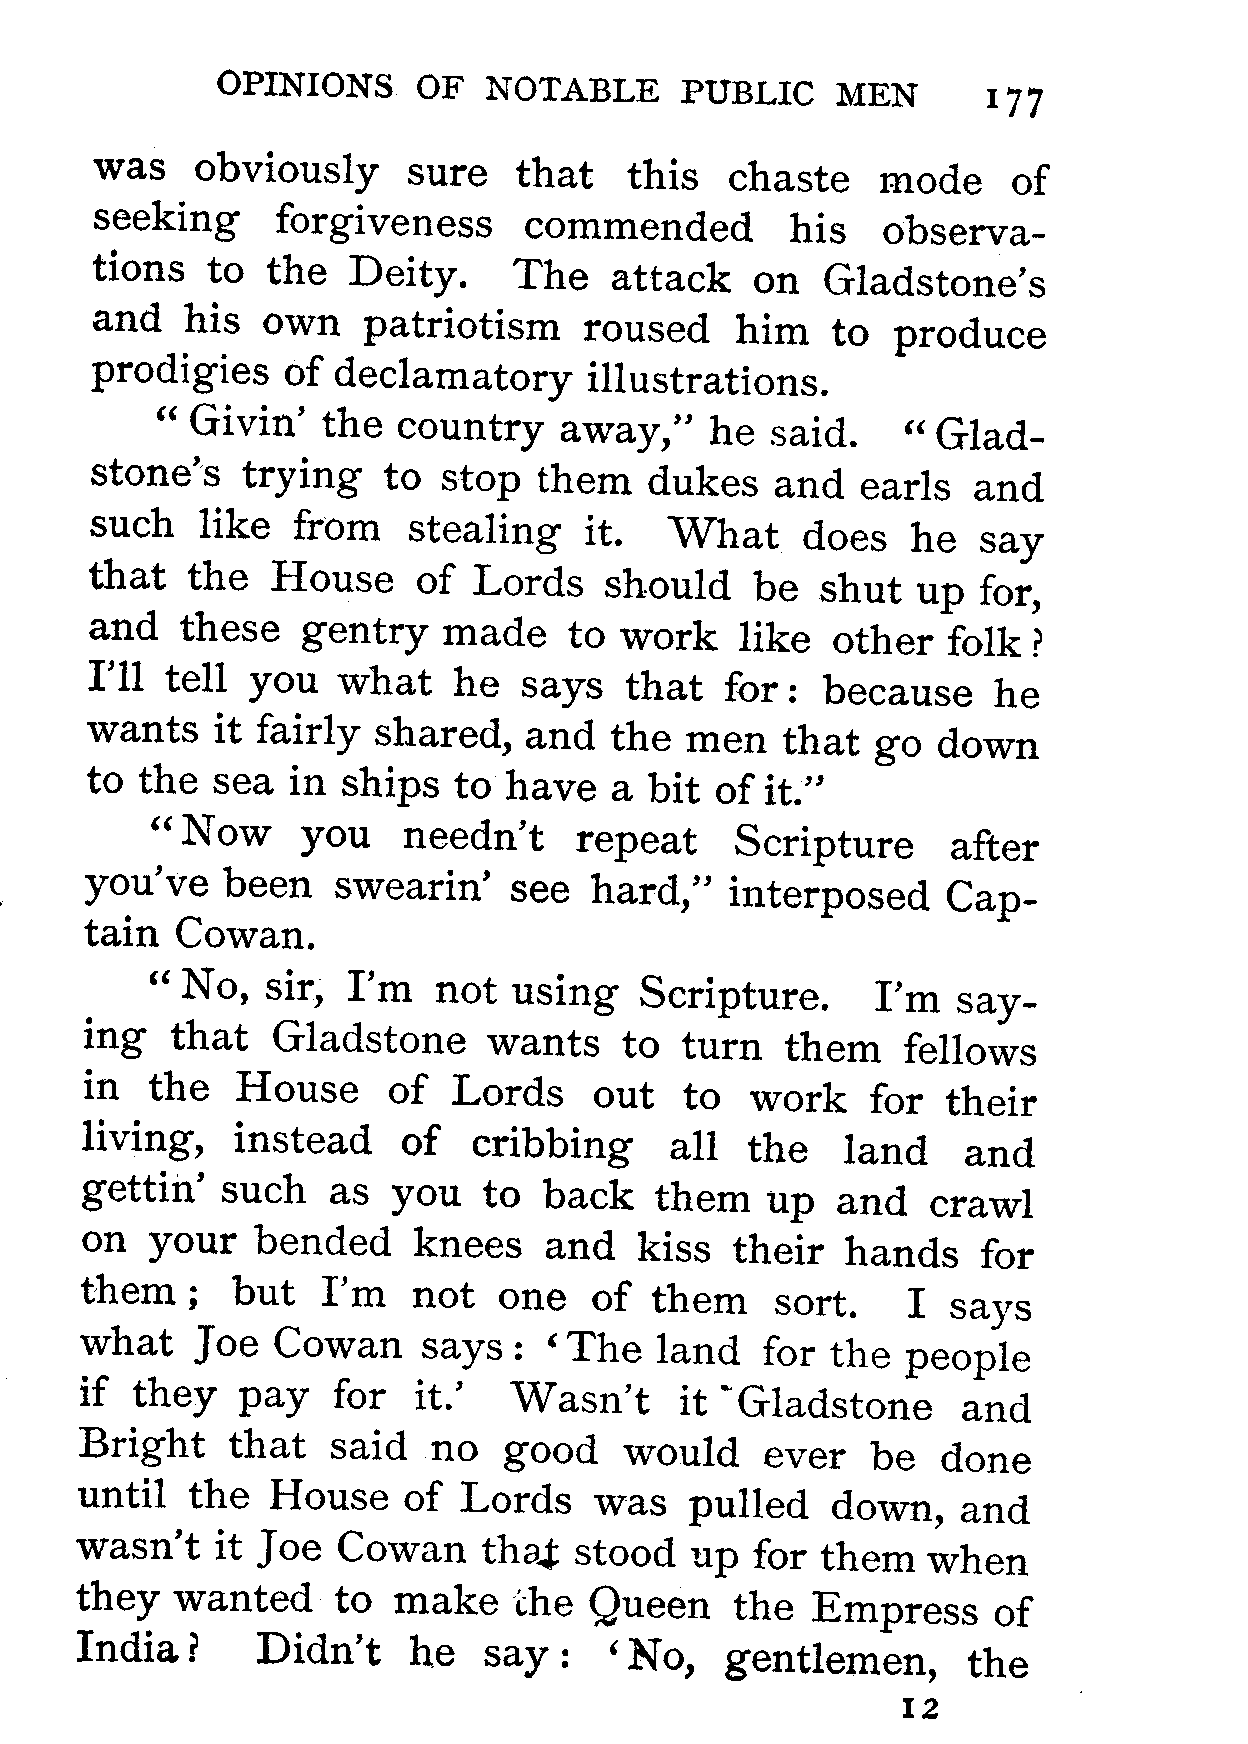 OPINIONS OF NOTABLE PUBLIC MEN 177
was obviously sure that this chaste mode of
seeking forgiveness commended his observa-
tions to the Deity. The attack on Gladstone's
and his own patriotism roused him to produce
prodigies of declamatory illustrations.
“ Givin' the country away,” he said. “ Glad-
stone's trying to stop them dukes and earls and
such like from stealing it. What does he say
that the House of Lords should be shut up for,
and these gentry made to work like other folk ?
I'll tell you what he says that for : because he
wants it fairly shared, and the men that go down
to the sea in ships to have a bit of it.”
“ Now you needn't repeat Scripture after
you've been swearin' see hard,” interposed Cap-
tain Cowan.
“ No, sir, I'm not using Scripture. I'm say-
ing that Gladstone wants to turn them fellows
in the House of Lords out to work for their
living, instead of cribbing all the land and
gettin' such as you to back them up and crawl
on your bended knees and kiss their hands for
them ; but I'm not one of them sort. I says
what Joe Cowan says : ‘ The land for the people
if they pay for it.’ Wasn't it Gladstone and
Bright that said no good would ever be done
until the House of Lords was pulled down, and
wasn't it Joe Cowan that stood up for them when
they wanted to make the Queen the Empress of
India ? Didn't he say : ‘ No, gentlemen, the
12